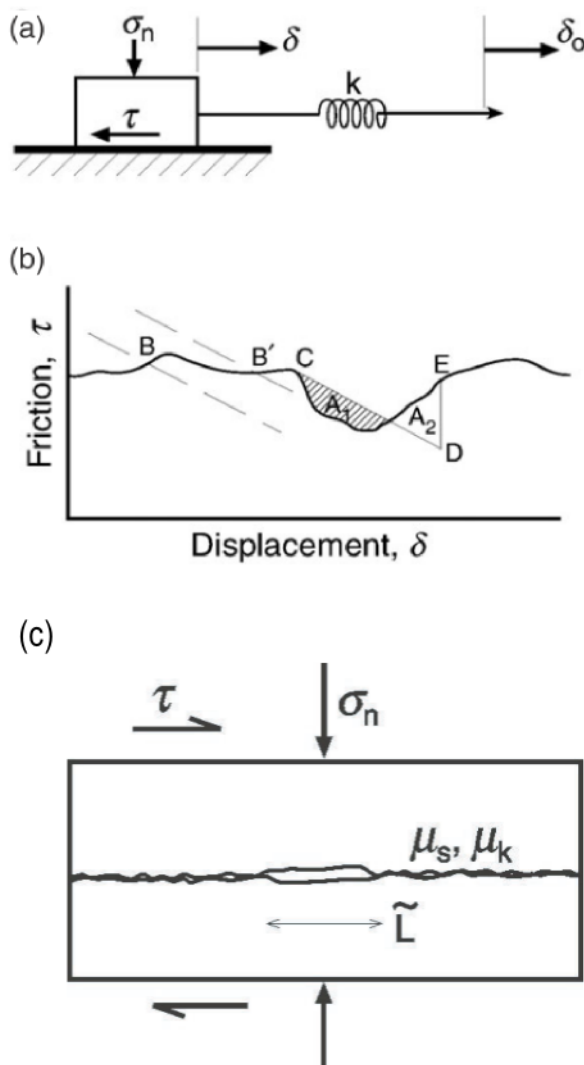 (a)
σn
δ
δo
k
τ
(b)
Friction, τ
B
B′
C
A1
E
A2
D
Displacement, δ
(c)
τ
σn
μs, μk
L̃